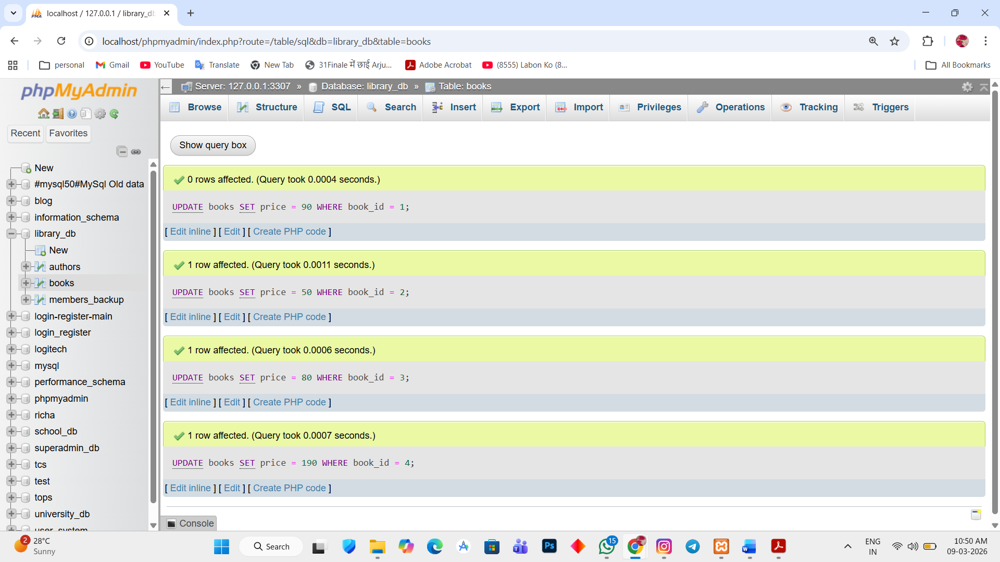 localhost / 127.0.0.1 / library_db
localhost/phpmyadmin/index.php?route=/table/sql&db=library_db&table=books
personal
Gmail
YouTube
Translate
New Tab
31Finale में छाई Arju...
Adobe Acrobat
(8555) Labon Ko (8...
All Bookmarks
phpMyAdmin
Recent
Favorites
New
#mysql50#MySql Old data
blog
information_schema
library_db
New
authors
books
members_backup
login-register-main
login_register
logitech
mysql
performance_schema
phpmyadmin
richa
school_db
superadmin_db
tcs
test
tops
university_db
user_system
Server: 127.0.0.1:3307 » Database: library_db » Table: books
Browse
Structure
SQL
Search
Insert
Export
Import
Privileges
Operations
Tracking
Triggers
Show query box
0 rows affected. (Query took 0.0004 seconds.)
UPDATE books SET price = 90 WHERE book_id = 1;
[ Edit inline ] [ Edit ] [ Create PHP code ]
1 row affected. (Query took 0.0011 seconds.)
UPDATE books SET price = 50 WHERE book_id = 2;
[ Edit inline ] [ Edit ] [ Create PHP code ]
1 row affected. (Query took 0.0006 seconds.)
UPDATE books SET price = 80 WHERE book_id = 3;
[ Edit inline ] [ Edit ] [ Create PHP code ]
1 row affected. (Query took 0.0007 seconds.)
UPDATE books SET price = 190 WHERE book_id = 4;
[ Edit inline ] [ Edit ] [ Create PHP code ]
Console
2
28°C
Sunny
Search
Ps
15
ENG
IN
10:50 AM
09-03-2026